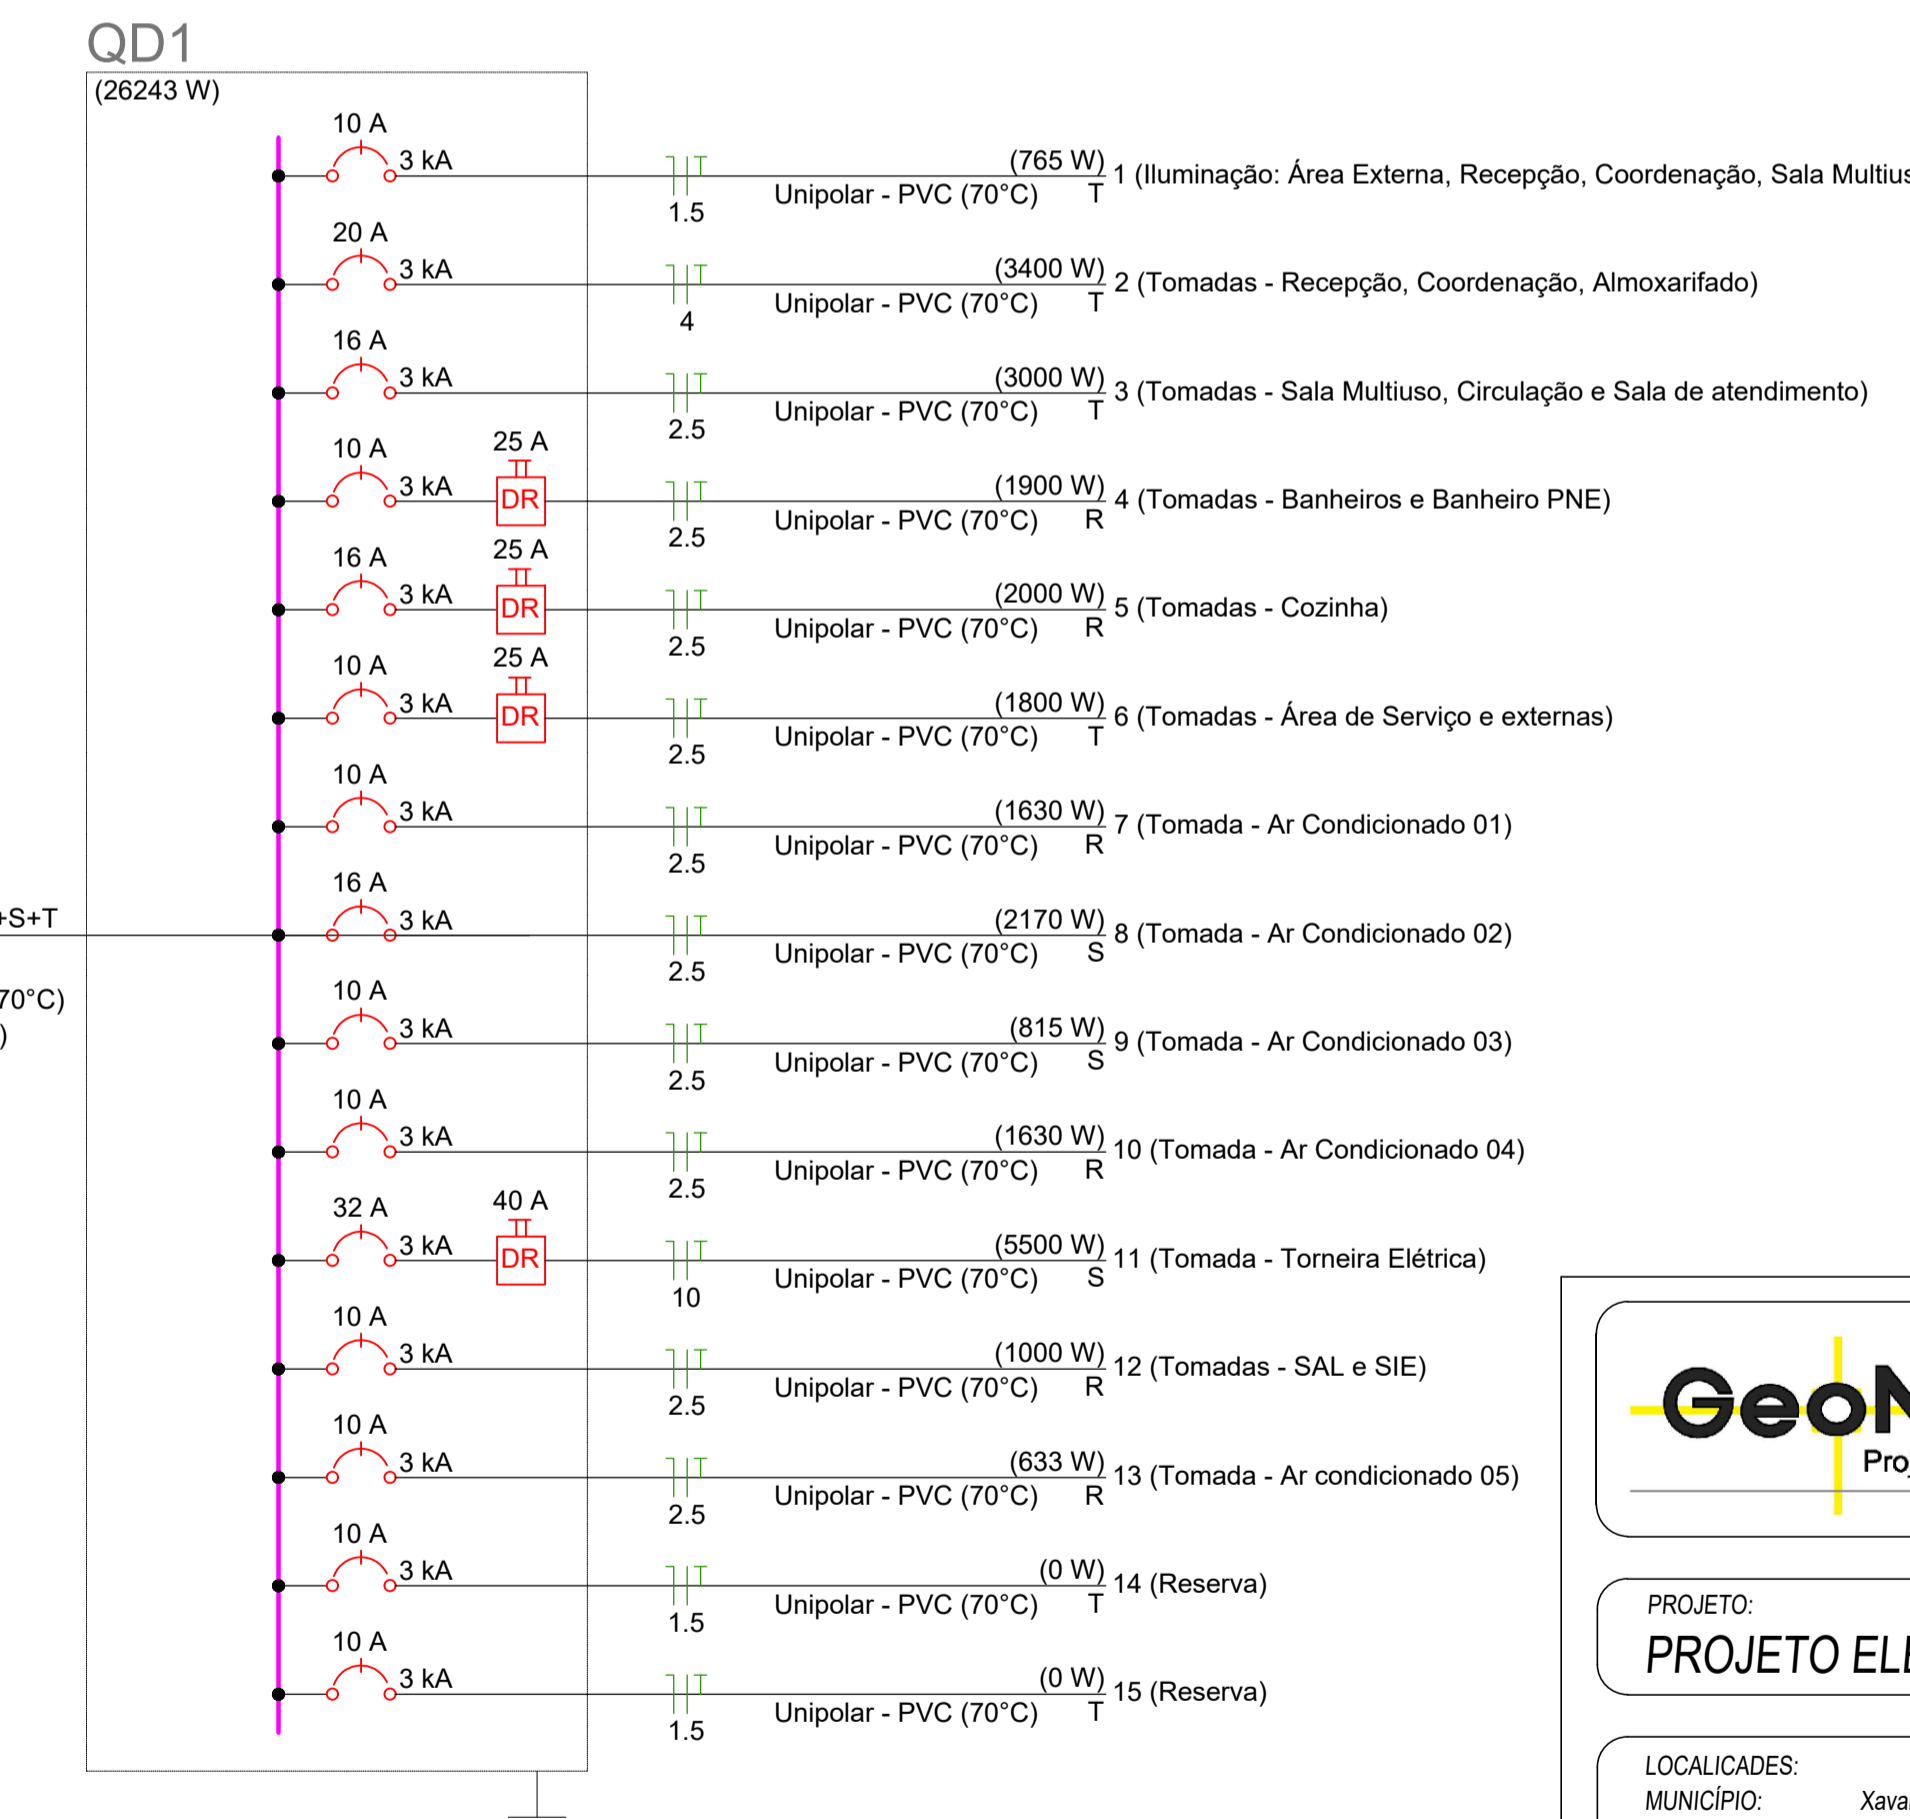 QD1
(26243 W)
10 A
3 kA
1.5
(765 W)
Unipolar - PVC (70°C) T
1 (Iluminação: Área Externa, Recepção, Coordenação, Sala
20 A
3 kA
4
(3400 W)
Unipolar - PVC (70°C) T
2 (Tomadas - Recepção, Coordenação, Almoxarifado)
16 A
3 kA
2.5
(3000 W)
Unipolar - PVC (70°C) T
3 (Tomadas - Sala Multiuso, Circulação e Sala de atendimento)
10 A
3 kA
25 A
DR
2.5
(1900 W)
Unipolar - PVC (70°C) R
4 (Tomadas - Banheiros e Banheiro PNE)
16 A
3 kA
25 A
DR
2.5
(2000 W)
Unipolar - PVC (70°C) R
5 (Tomadas - Cozinha)
10 A
3 kA
25 A
DR
2.5
(1800 W)
Unipolar - PVC (70°C) T
6 (Tomadas - Área de Serviço e externas)
10 A
3 kA
2.5
(1630 W)
Unipolar - PVC (70°C) R
7 (Tomada - Ar Condicionado 01)
+S+T
70°C)
)
16 A
3 kA
2.5
(2170 W)
Unipolar - PVC (70°C) S
8 (Tomada - Ar Condicionado 02)
10 A
3 kA
2.5
(815 W)
Unipolar - PVC (70°C) S
9 (Tomada - Ar Condicionado 03)
10 A
3 kA
2.5
(1630 W)
Unipolar - PVC (70°C) R
10 (Tomada - Ar Condicionado 04)
32 A
3 kA
40 A
DR
10
(5500 W)
Unipolar - PVC (70°C) S
11 (Tomada - Torneira Elétrica)
10 A
3 kA
2.5
(1000 W)
Unipolar - PVC (70°C) R
12 (Tomadas - SAL e SIE)
10 A
3 kA
2.5
(633 W)
Unipolar - PVC (70°C) R
13 (Tomada - Ar condicionado 05)
10 A
3 kA
1.5
(0 W)
Unipolar - PVC (70°C) T
14 (Reserva)
10 A
3 kA
1.5
(0 W)
Unipolar - PVC (70°C) T
15 (Reserva)
Geo
PROJETO:
PROJETO
LOCALICADES:
MUNICÍPIO: